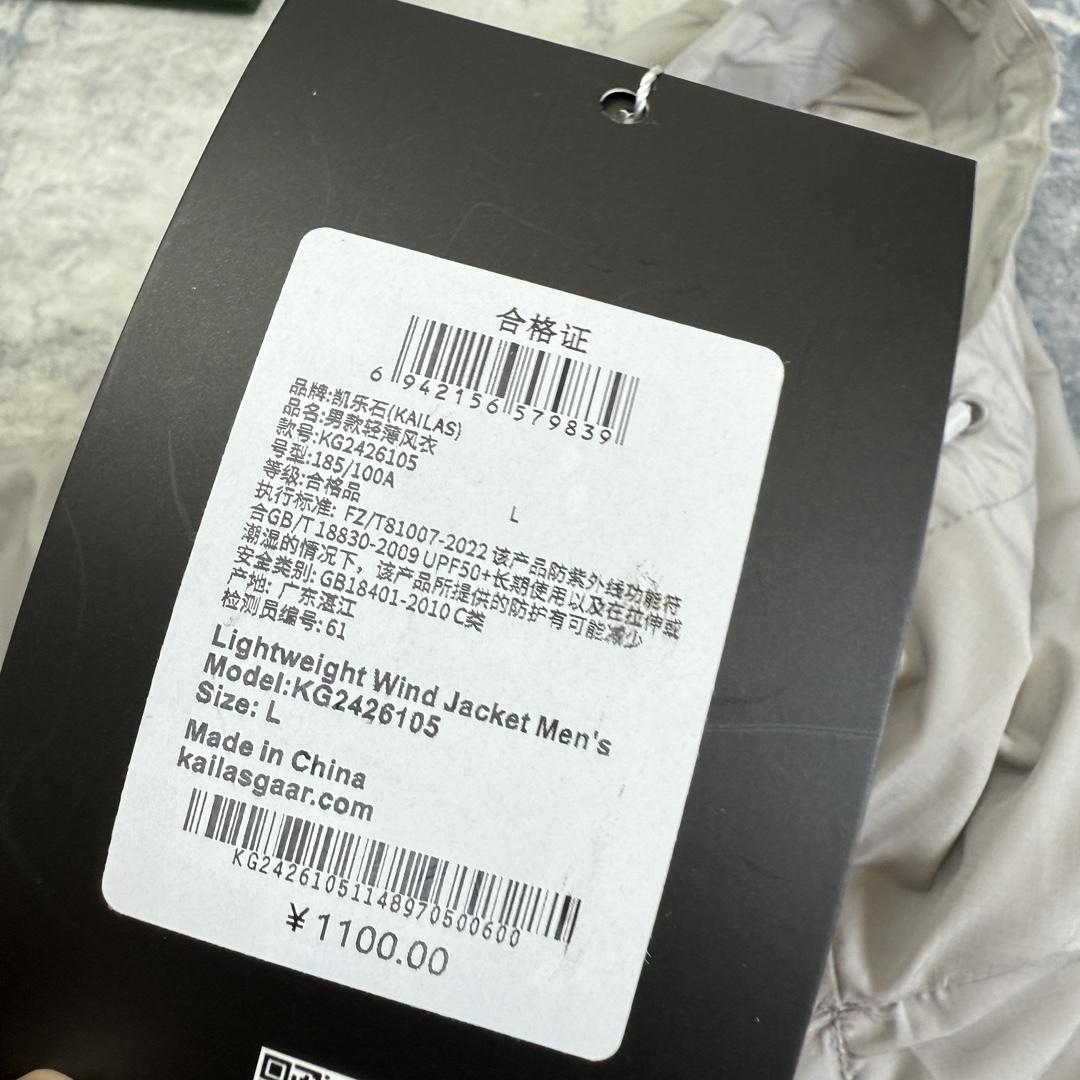 合格证
6 942156 579839
品牌:凯乐石(KAILAS)
品名:男款轻薄风衣
款号:KG2426105
号型:185/100A
等级:合格品
L
执行标准: FZ/T81007-2022 该产品防紫外线功能符
合GB/T18830-2009 UPF50+长期使用以及在拉伸或
潮湿的情况下，该产品所提供的防护有可能减少
安全类别: GB18401-2010 C类
产地: 广东湛江
检测员编号: 61
Lightweight Wind Jacket Men's
Model:KG2426105
Size: L
Made in China
kailasgaar.com
KG24261051148970500600
¥1100.00